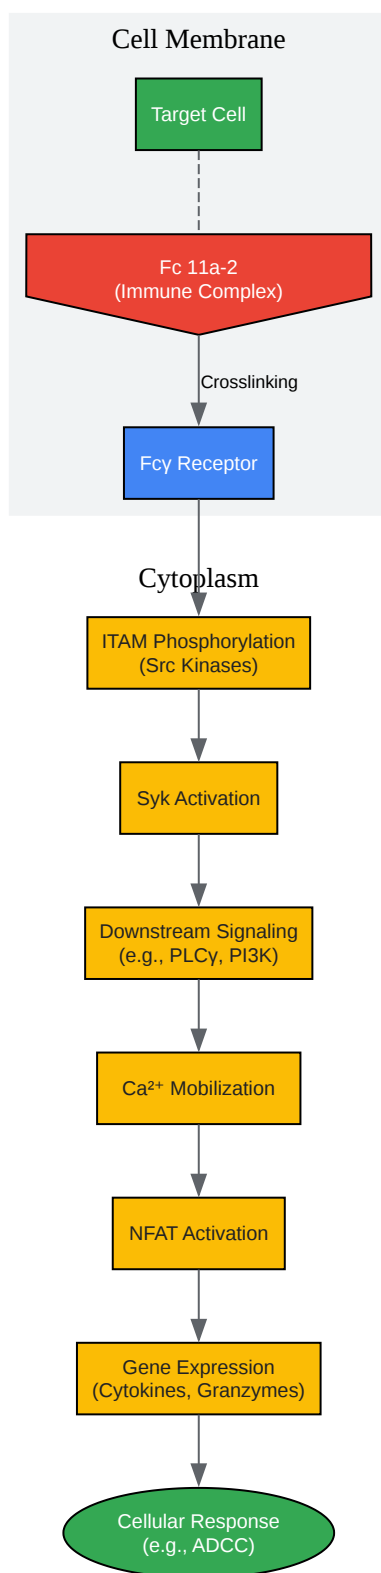 Cell Membrane
Target Cell
Fc 11a-2
(Immune Complex)
Crosslinking
Fcγ Receptor
Cytoplasm
ITAM Phosphorylation
(Src Kinases)
Syk Activation
Downstream Signaling
(e.g., PLCγ, PI3K)
Ca²⁺ Mobilization
NFAT Activation
Gene Expression
(Cytokines, Granzymes)
Cellular Response
(e.g., ADCC)